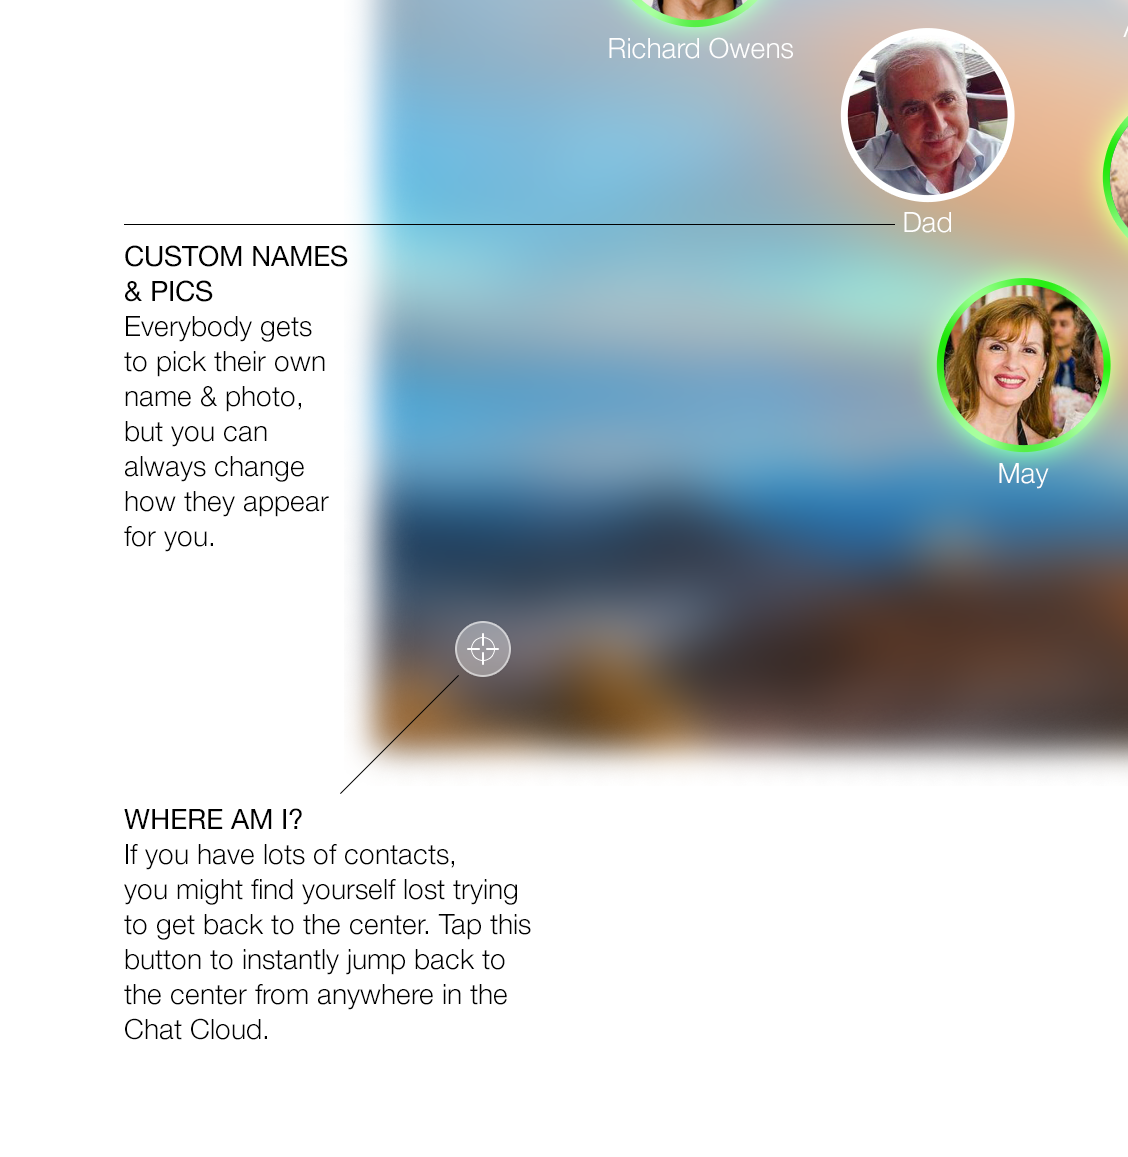 Richard Owens
Dad
CUSTOM NAMES
& PICS
Everybody gets
to pick their own
name & photo,
but you can
always change
how they appear
for you.
May
WHERE AM I?
If you have lots of contacts,
you might find yourself lost trying
to get back to the center. Tap this
button to instantly jump back to
the center from anywhere in the
Chat Cloud.